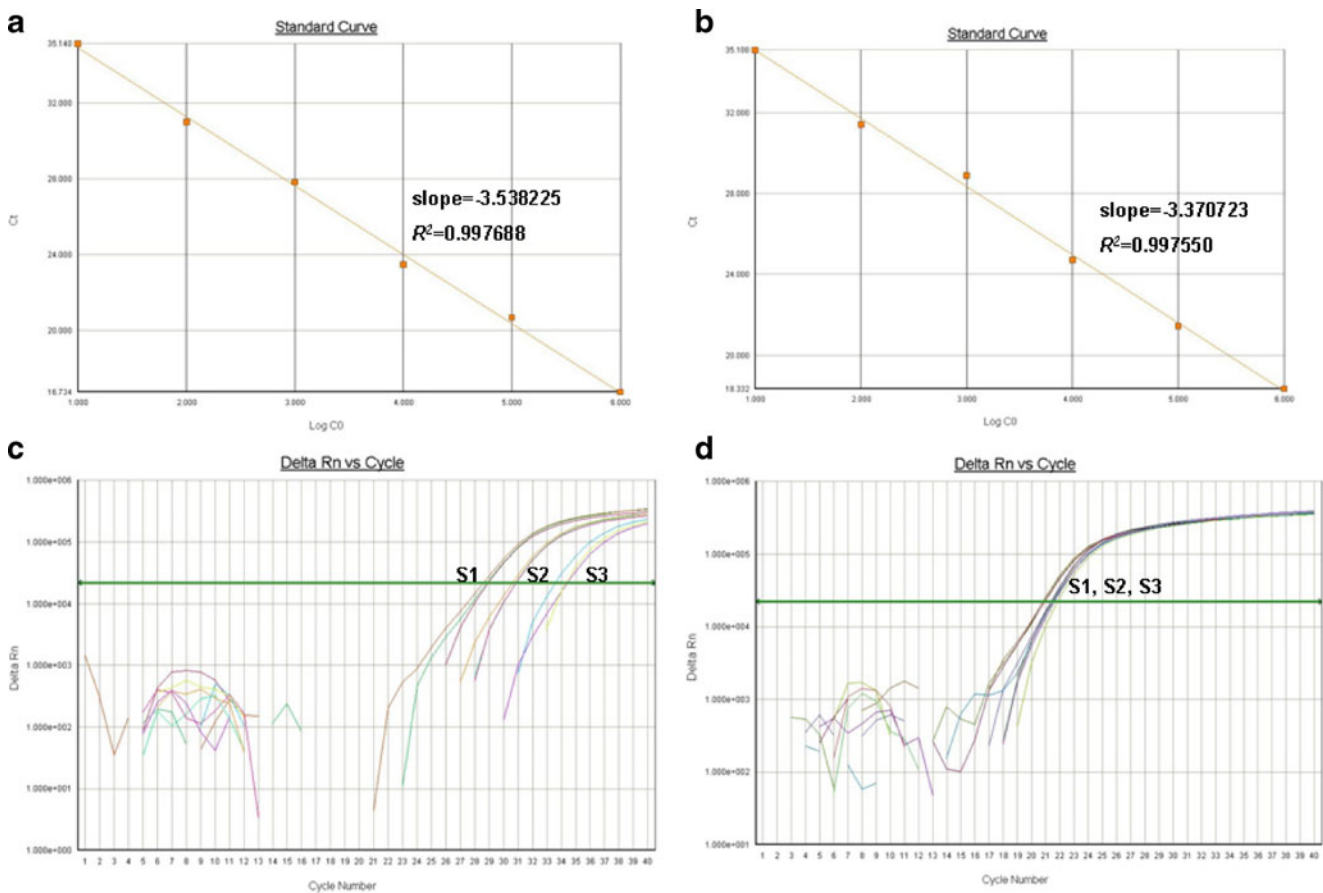 a
Standard Curve
35.140
32.000
28.000
24.000
20.000
16.734
Ct
slope=-3.538225
R²=0.997688
1.000 2.000 3.000 4.000 5.000 6.000
Log C0
b
Standard Curve
35.100
32.000
28.000
24.000
20.000
18.332
Ct
slope=-3.370723
R²=0.997550
1.000 2.000 3.000 4.000 5.000 6.000
Log C0
c
Delta Rn vs Cycle
1.000e+006
1.000e+005
1.000e+004
1.000e+003
1.000e+002
1.000e+001
1.000e+000
Delta Rn
S1 S2 S3
1 2 3 4 5 6 7 8 9 10 11 12 13 14 15 16 17 18 19 20 21 22 23 24 25 26 27 28 29 30 31 32 33 34 35 36 37 38 39 40
Cycle Number
d
Delta Rn vs Cycle
1.000e+006
1.000e+005
1.000e+004
1.000e+003
1.000e+002
1.000e+001
Delta Rn
S1, S2, S3
1 2 3 4 5 6 7 8 9 10 11 12 13 14 15 16 17 18 19 20 21 22 23 24 25 26 27 28 29 30 31 32 33 34 35 36 37 38 39 40
Cycle Number